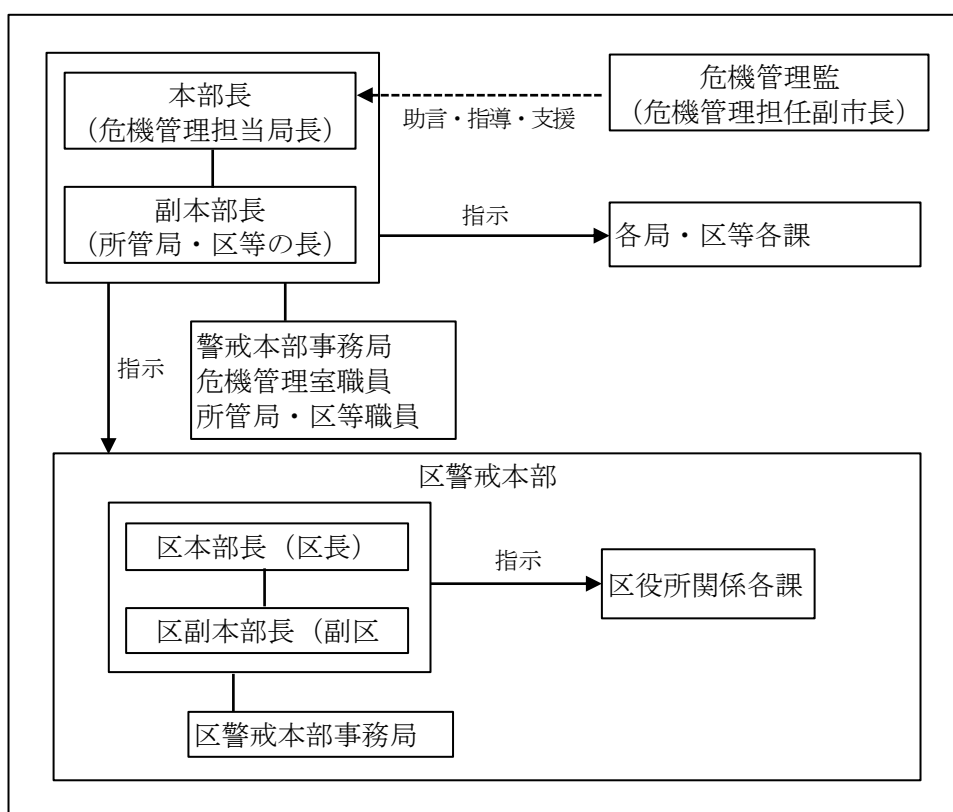 本部長
（危機管理担当局長）
危機管理監
（危機管理担任副市長）
助言・指導・支援
副本部長
（所管局・区等の長）
指示
各局・区等各課
指示
警戒本部事務局
危機管理室職員
所管局・区等職員
区警戒本部
区本部長（区長）
指示
区役所関係各課
区副本部長（副区
区警戒本部事務局